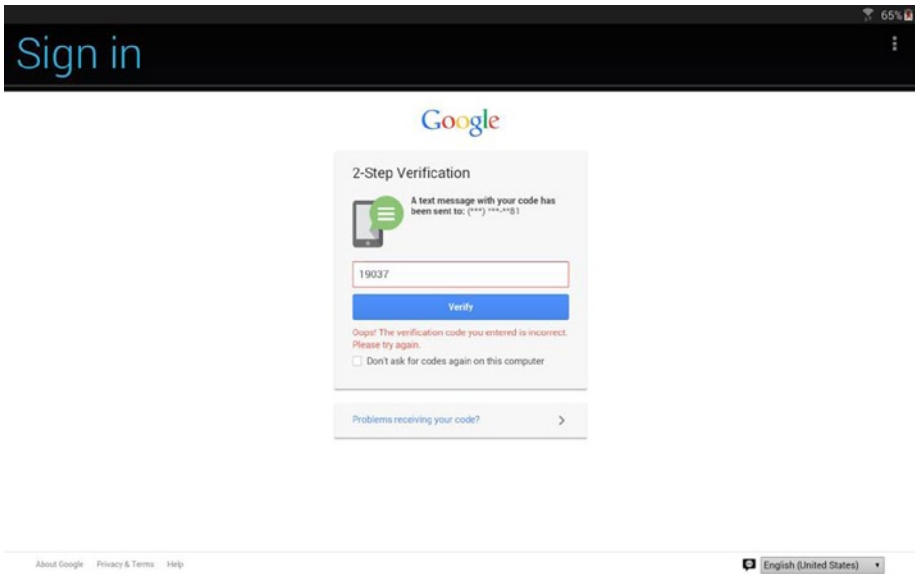 65%
Sign in
Google
2-Step Verification
A text message with your code has
been sent to: (***) ***-**81
19037
Verify
Oops! The verification code you entered is incorrect.
Please try again.
Don't ask for codes again on this computer
Problems receiving your code?
About Google Privacy & Terms Help
English (United States)